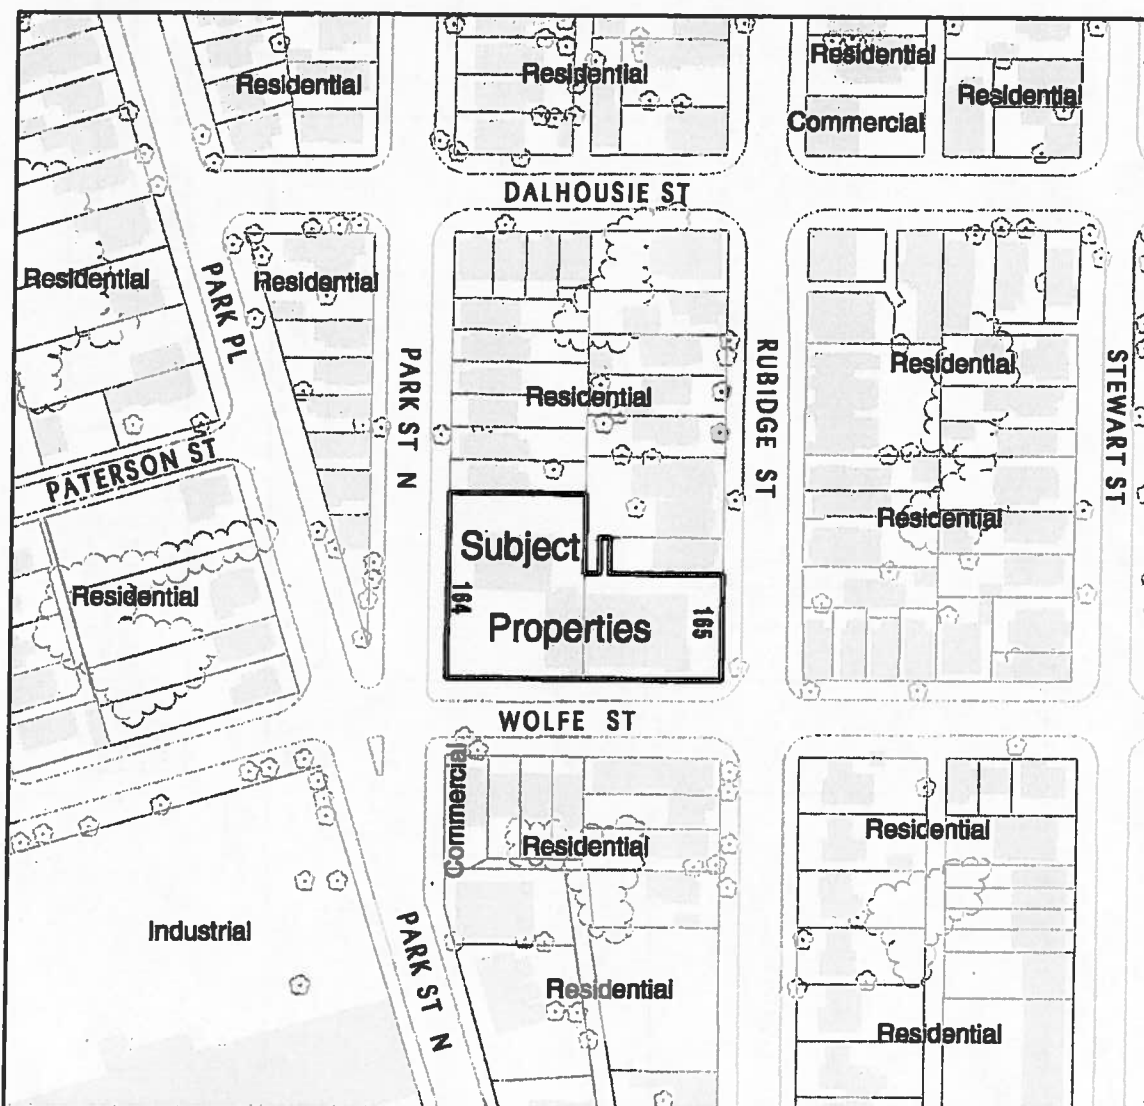 Residential
Residential
Residential
Residential
Commercial
DALHOUSIE ST
Residential
PARK PL
Residential
PARK ST N
Residential
RUBIDGE ST
Residential
STEWART ST
PATERSON ST
Residential
Subject
Properties
164
165
Residential
WOLFE ST
Commercial
Residential
Residential
Industrial
PARK ST N
Residential
Residential